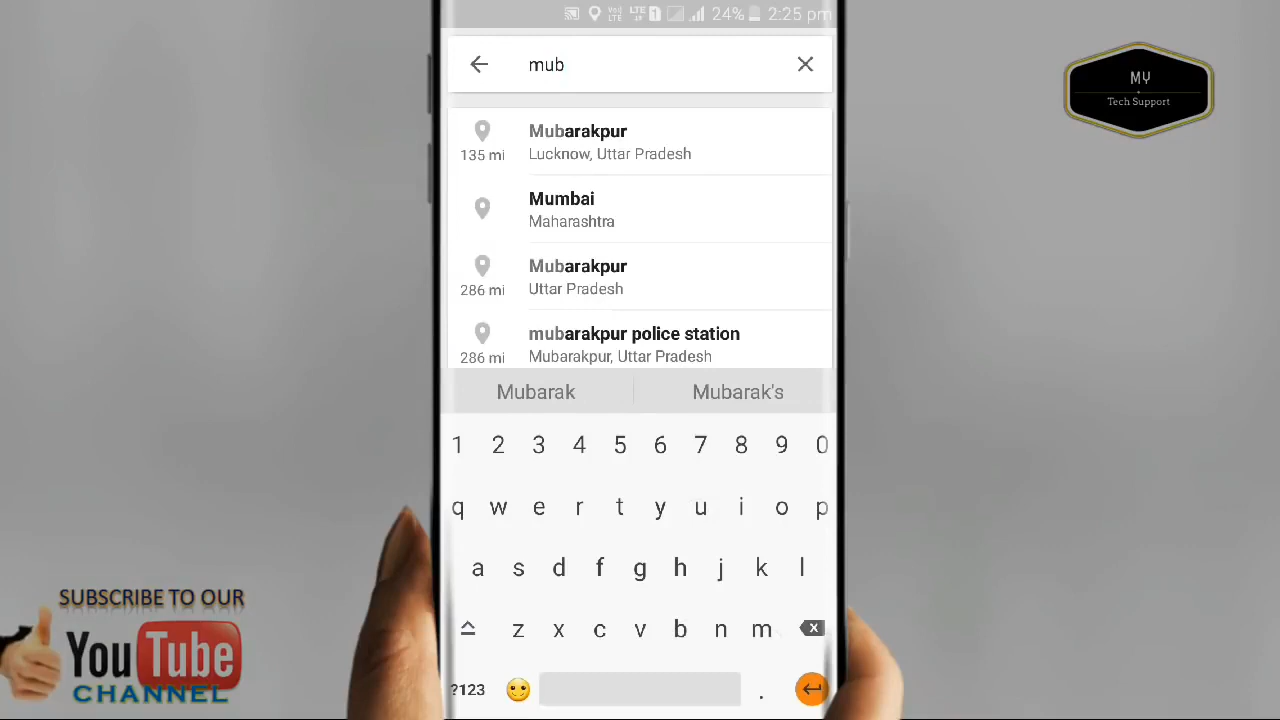 24% 2:25 pm
mub
MY
Tech Support
Mubarakpur
135 mi
Lucknow, Uttar Pradesh
Mumbai
Maharashtra
Mubarakpur
286 mi
Uttar Pradesh
mubarakpur police station
286 mi
Mubarakpur, Uttar Pradesh
Mubarak Mubarak's
1 2 3 4 5 6 7 8 9 0
q w e r t y u i o p
a s d f g h j k l
z x c v b n m
?123 .
SUBSCRIBE TO OUR
YouTube
CHANNEL